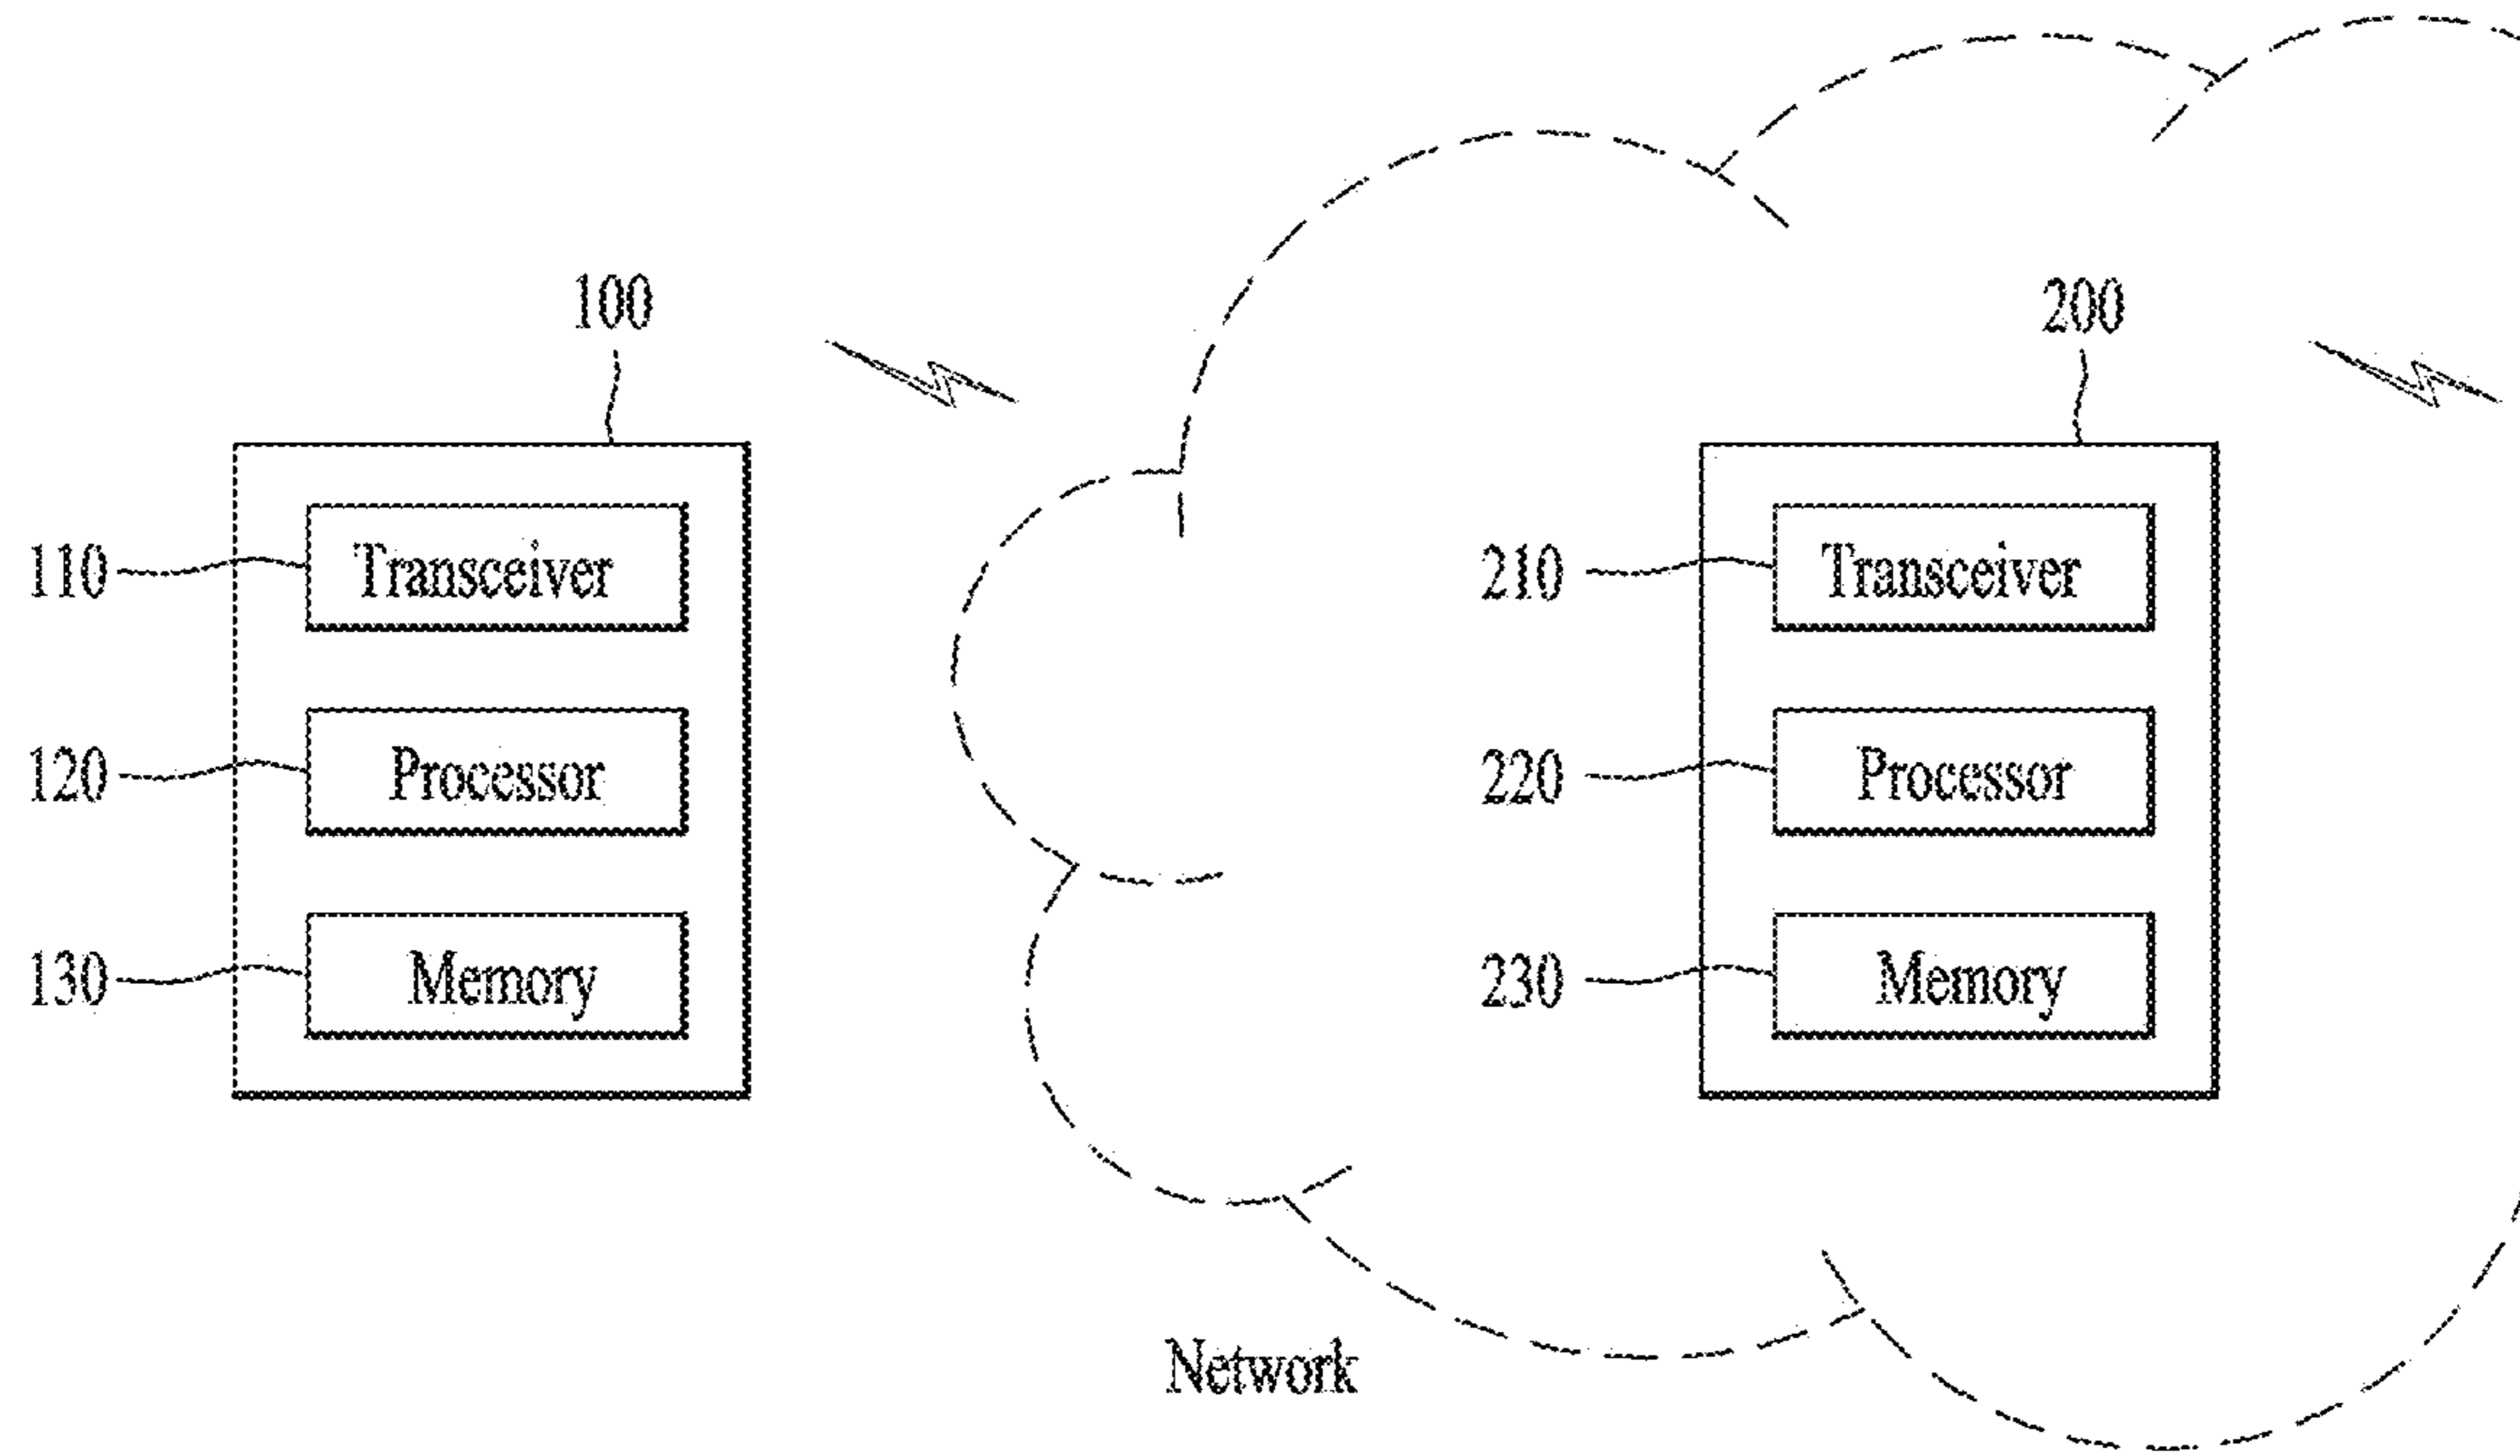 100
200
110 Transceiver
210 Transceiver
120 Processor
220 Processor
130 Memory
230 Memory
Network